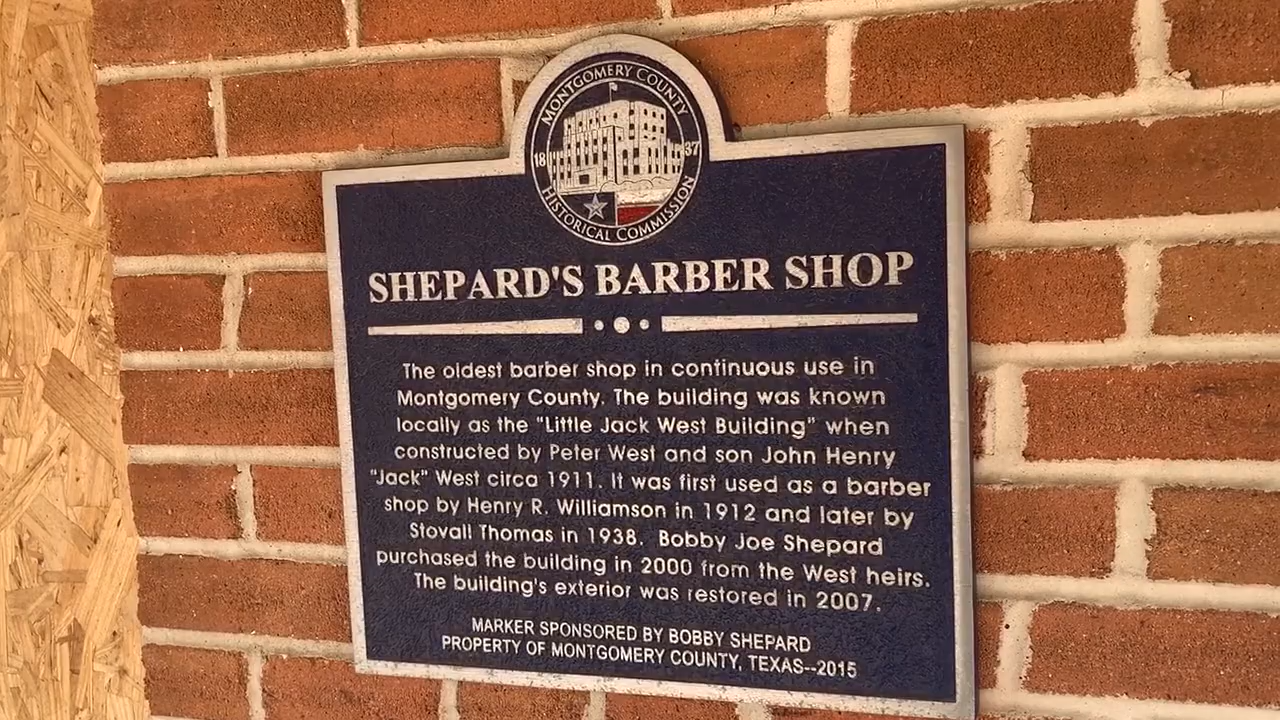 MONTGOMERY COUNTY
18 37
HISTORICAL COMMISSION
SHEPARD'S BARBER SHOP
The oldest barber shop in continuous use in
Montgomery County. The building was known
locally as the "Little Jack West Building" when
constructed by Peter West and son John Henry
"Jack" West circa 1911. It was first used as a barber
shop by Henry R. Williamson in 1912 and later by
Stovall Thomas in 1938. Bobby Joe Shepard
purchased the building in 2000 from the West heirs.
The building's exterior was restored in 2007.
MARKER SPONSORED BY BOBBY SHEPARD
PROPERTY OF MONTGOMERY COUNTY, TEXAS--2015